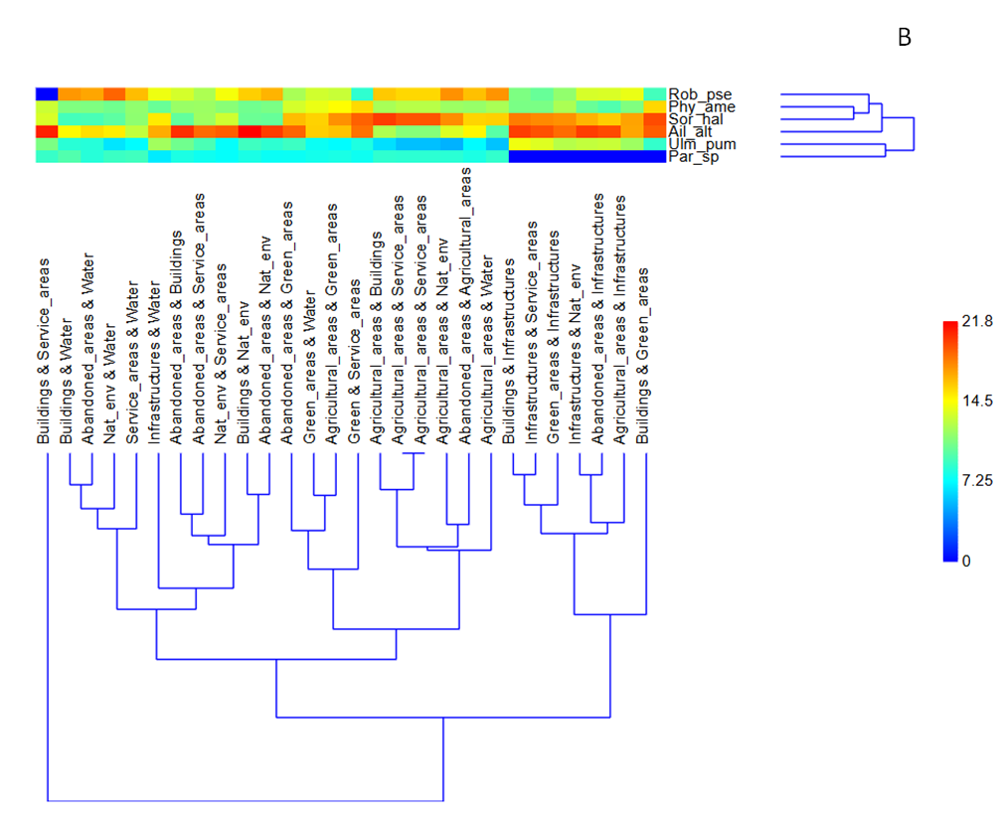 B
Rob_pse
Phy_ame
Sor_hal
Ail_alt
Ulm_pum
Par_sp
Buildings & Service_areas
Buildings & Water
Abandoned_areas & Water
Nat_env & Water
Service_areas & Water
Infrastructures & Water
Abandoned_areas & Buildings
Abandoned_areas & Service_areas
Nat_env & Service_areas
Buildings & Nat_env
Abandoned_areas & Nat_env
Abandoned_areas & Green_areas
Green_areas & Water
Agricultural_areas & Green_areas
Green & Service_areas
Agricultural_areas & Buildings
Agricultural_areas & Service_areas
Agricultural_areas & Service_areas
Agricultural_areas & Nat_env
Abandoned_areas & Agricultural_areas
Agricultural_areas & Water
Buildings & Infrastructures
Infrastructures & Service_areas
Green_areas & Infrastructures
Infrastructures & Nat_env
Abandoned_areas & Infrastructures
Agricultural_areas & Infrastructures
Buildings & Green_areas
21.8
14.5
7.25
0